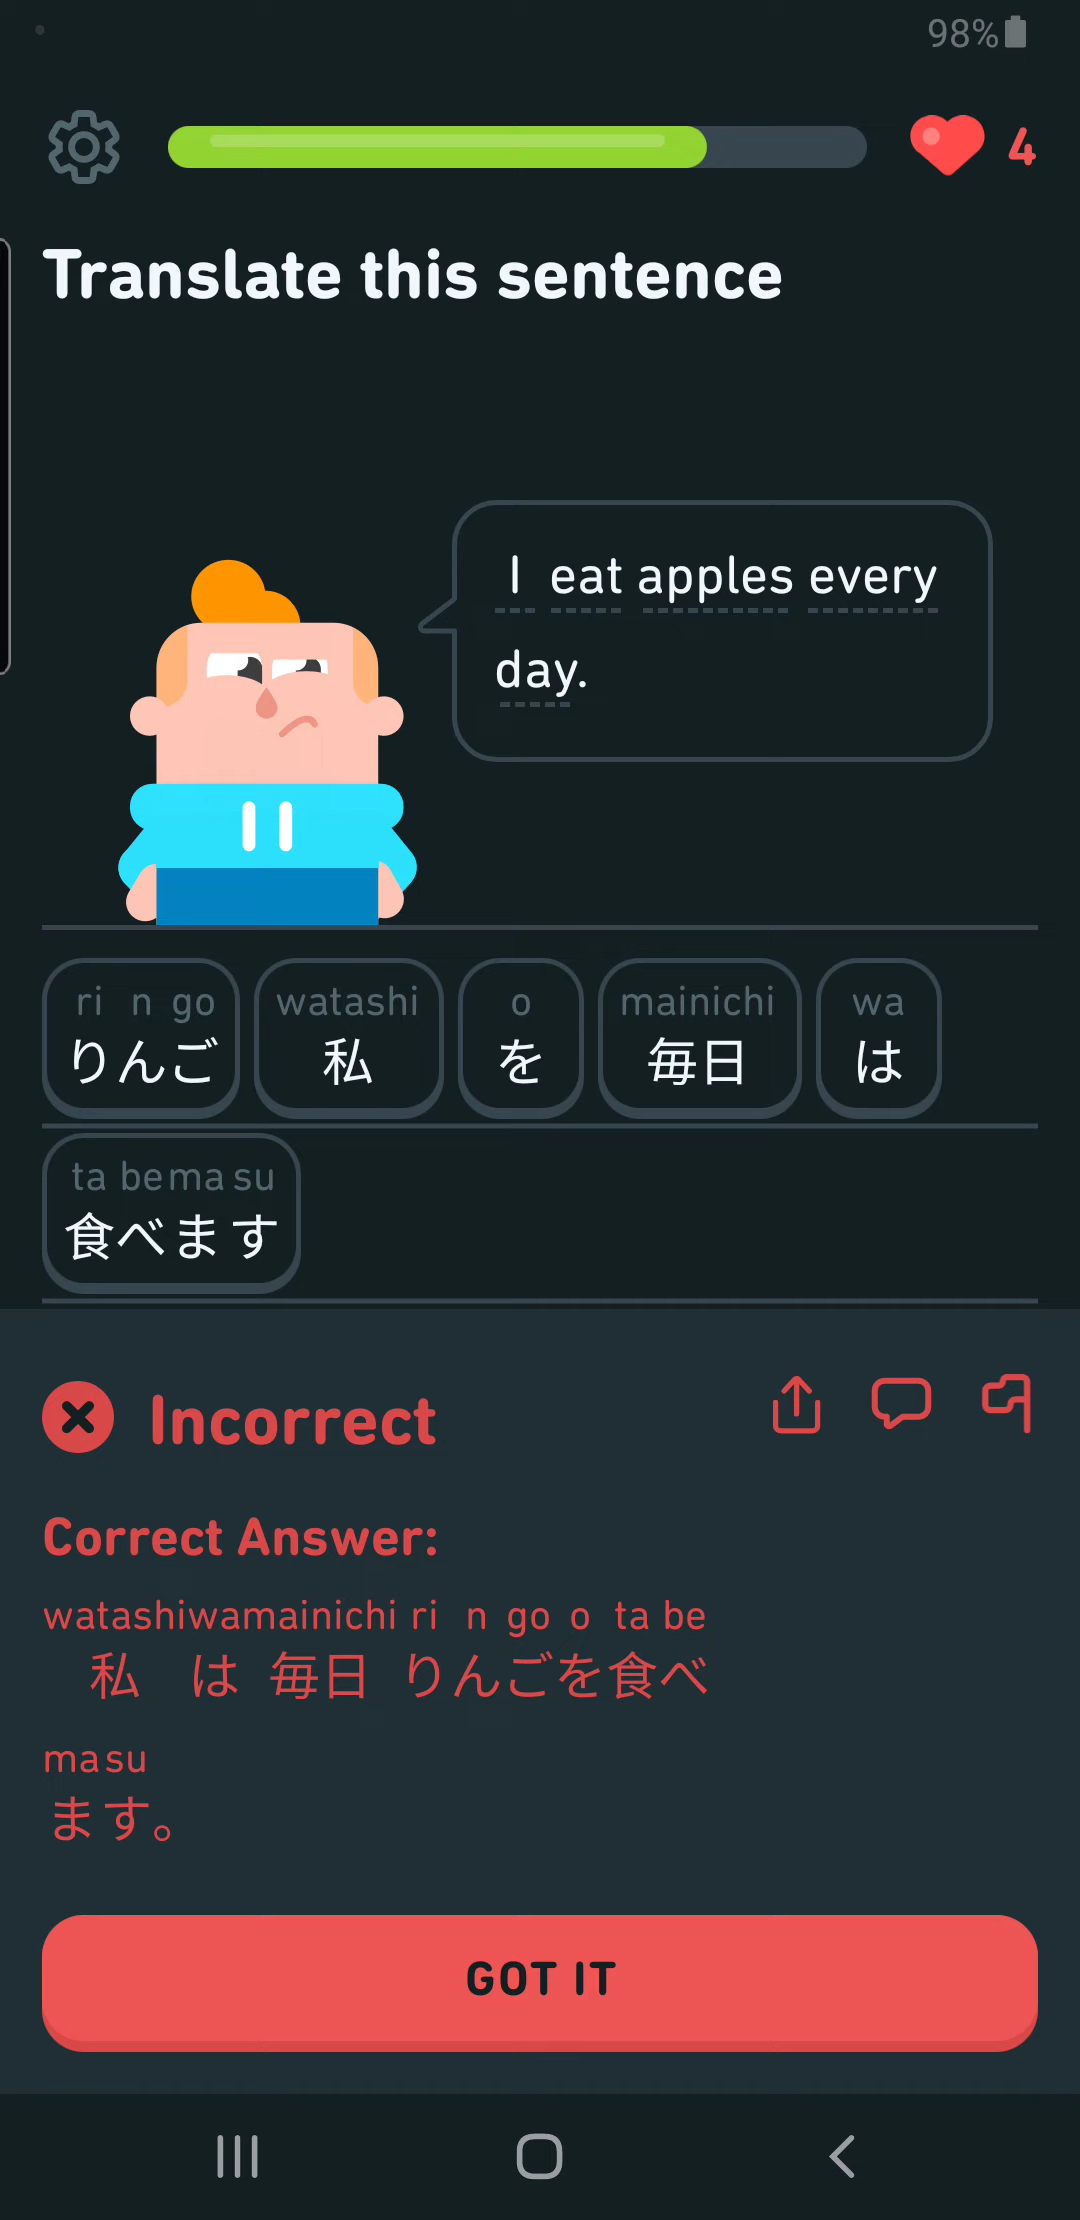 98%
4
Translate this sentence
I eat apples every
day.
ri n go watashi o mainichi wa
りんご 私 を 毎日 は
ta be ma su
食べます
Incorrect
Correct Answer:
watashiwamainichi ri n go o ta be
私 は 毎日 りんごを食べ
ma su
ます。
GOT IT